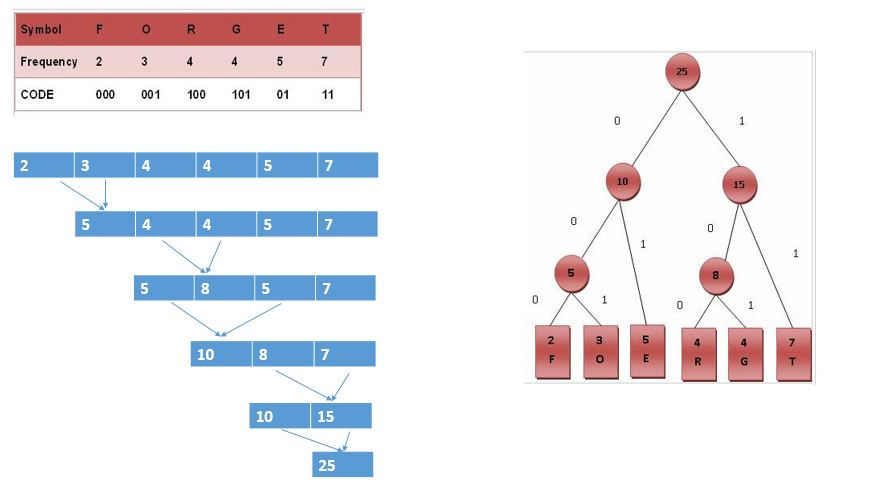 Symbol F O R G E T
Frequency 2 3 4 4 5 7
CODE 000 001 100 101 01 11
2 3 4 4 5 7
5 4 4 5 7
5 8 5 7
10 8 7
10 15
25
25
0 1
10 15
0 1 0 1
5 8
0 1 0 1
2 3 5 4 4 7
F O E R G T